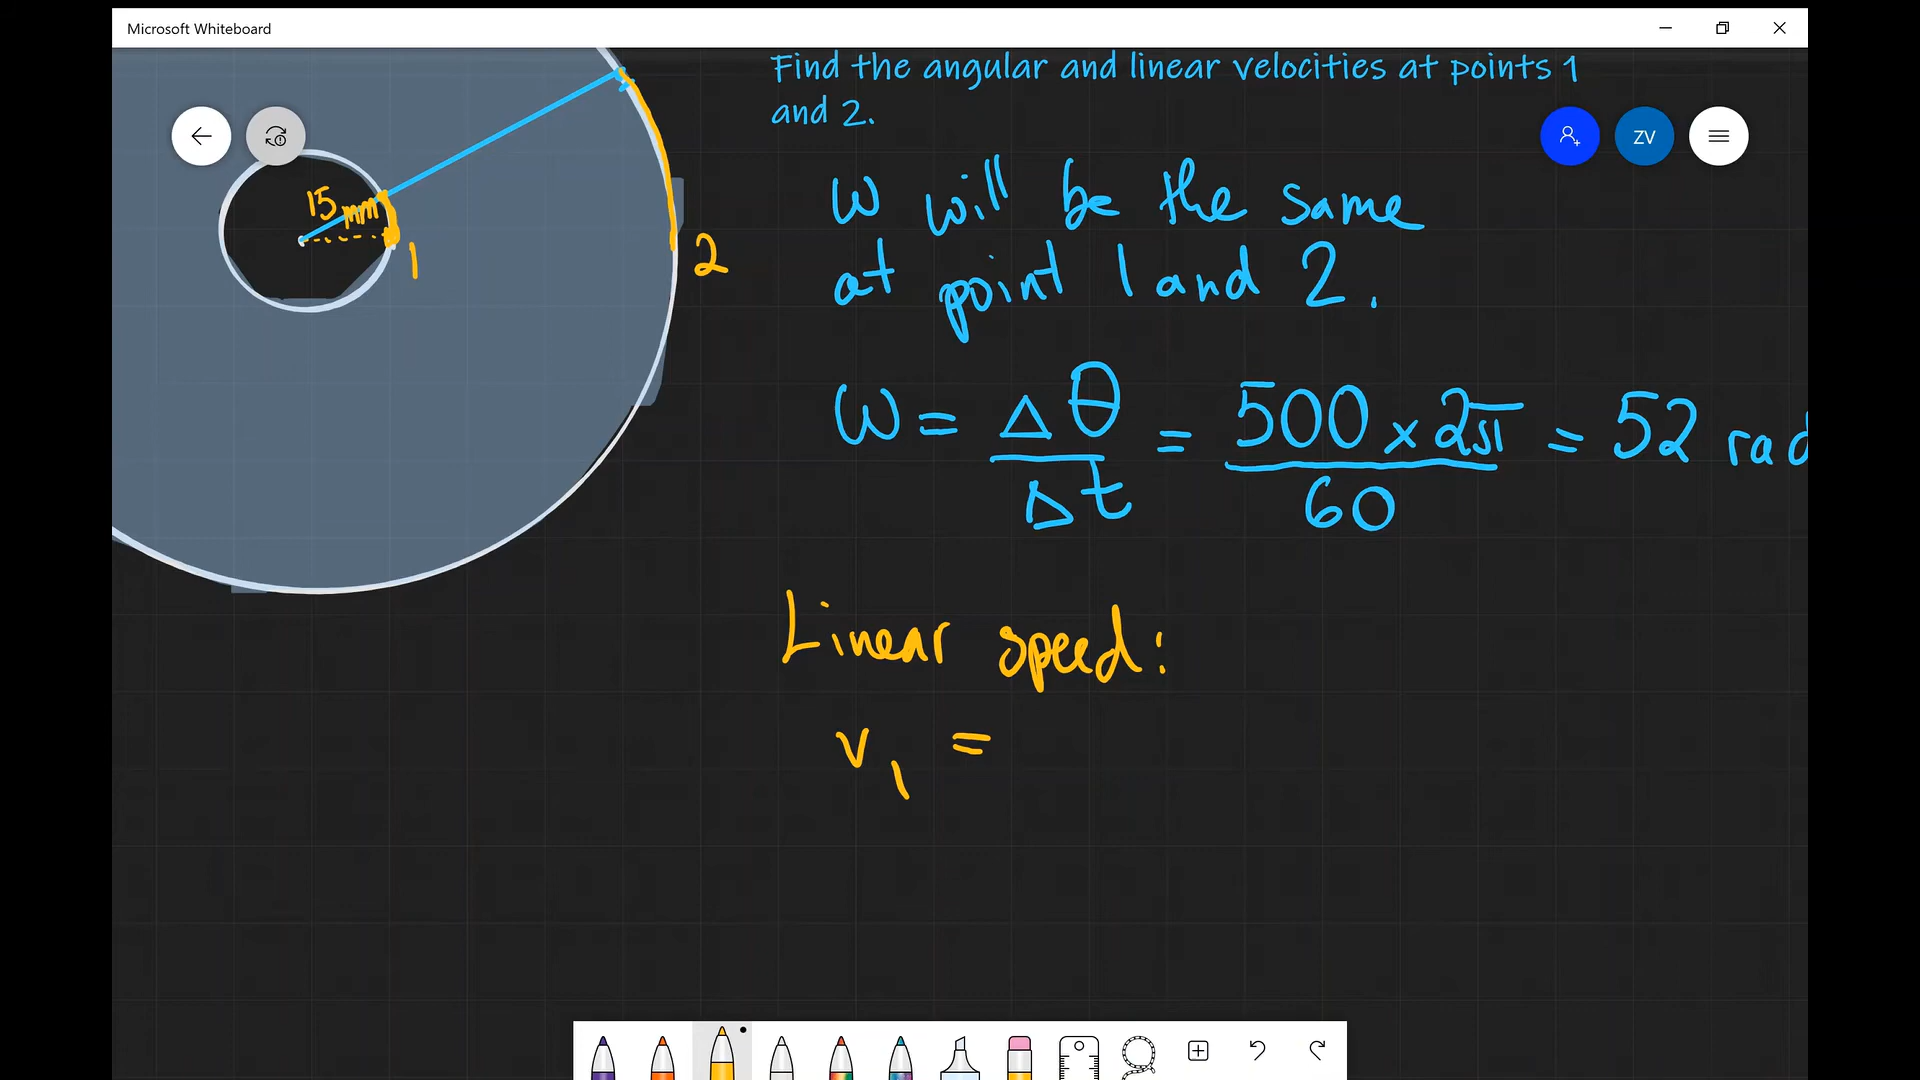 Microsoft Whiteboard
Find the angular and linear velocities at points 1
and 2.
ZV
15 mm
1
2
ω will be the same
at point 1 and 2.
ω = Δθ/Δt = 500 × 2π/60 = 52 rad
Linear speed:
v₁ =